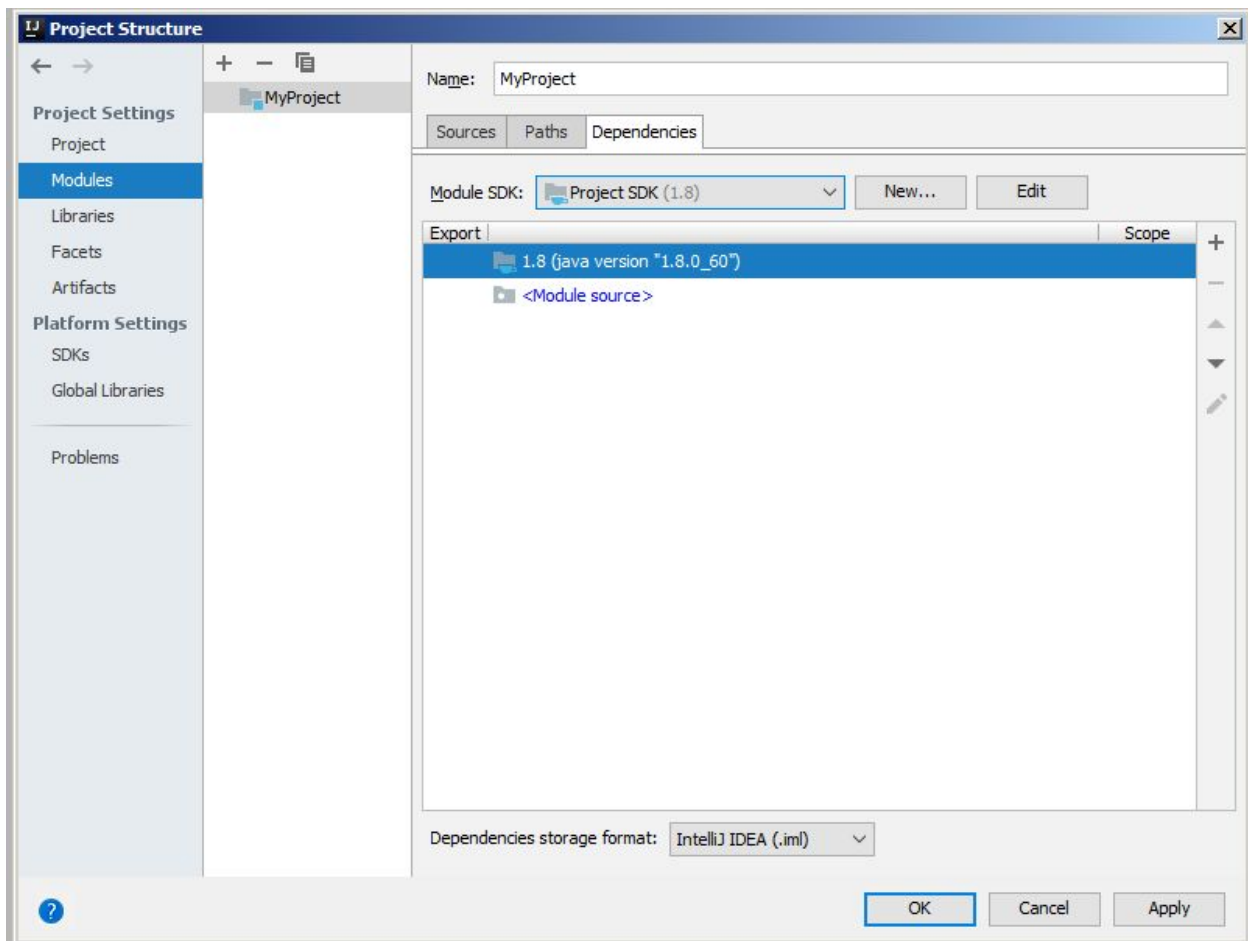 IJ Project Structure
Project Settings
Project
Modules
Libraries
Facets
Artifacts
Platform Settings
SDKs
Global Libraries
Problems
MyProject
Name: MyProject
Sources Paths Dependencies
Module SDK: Project SDK (1.8) New... Edit
Export Scope
1.8 (java version "1.8.0_60")
<Module source>
Dependencies storage format: IntelliJ IDEA (.iml)
? OK Cancel Apply